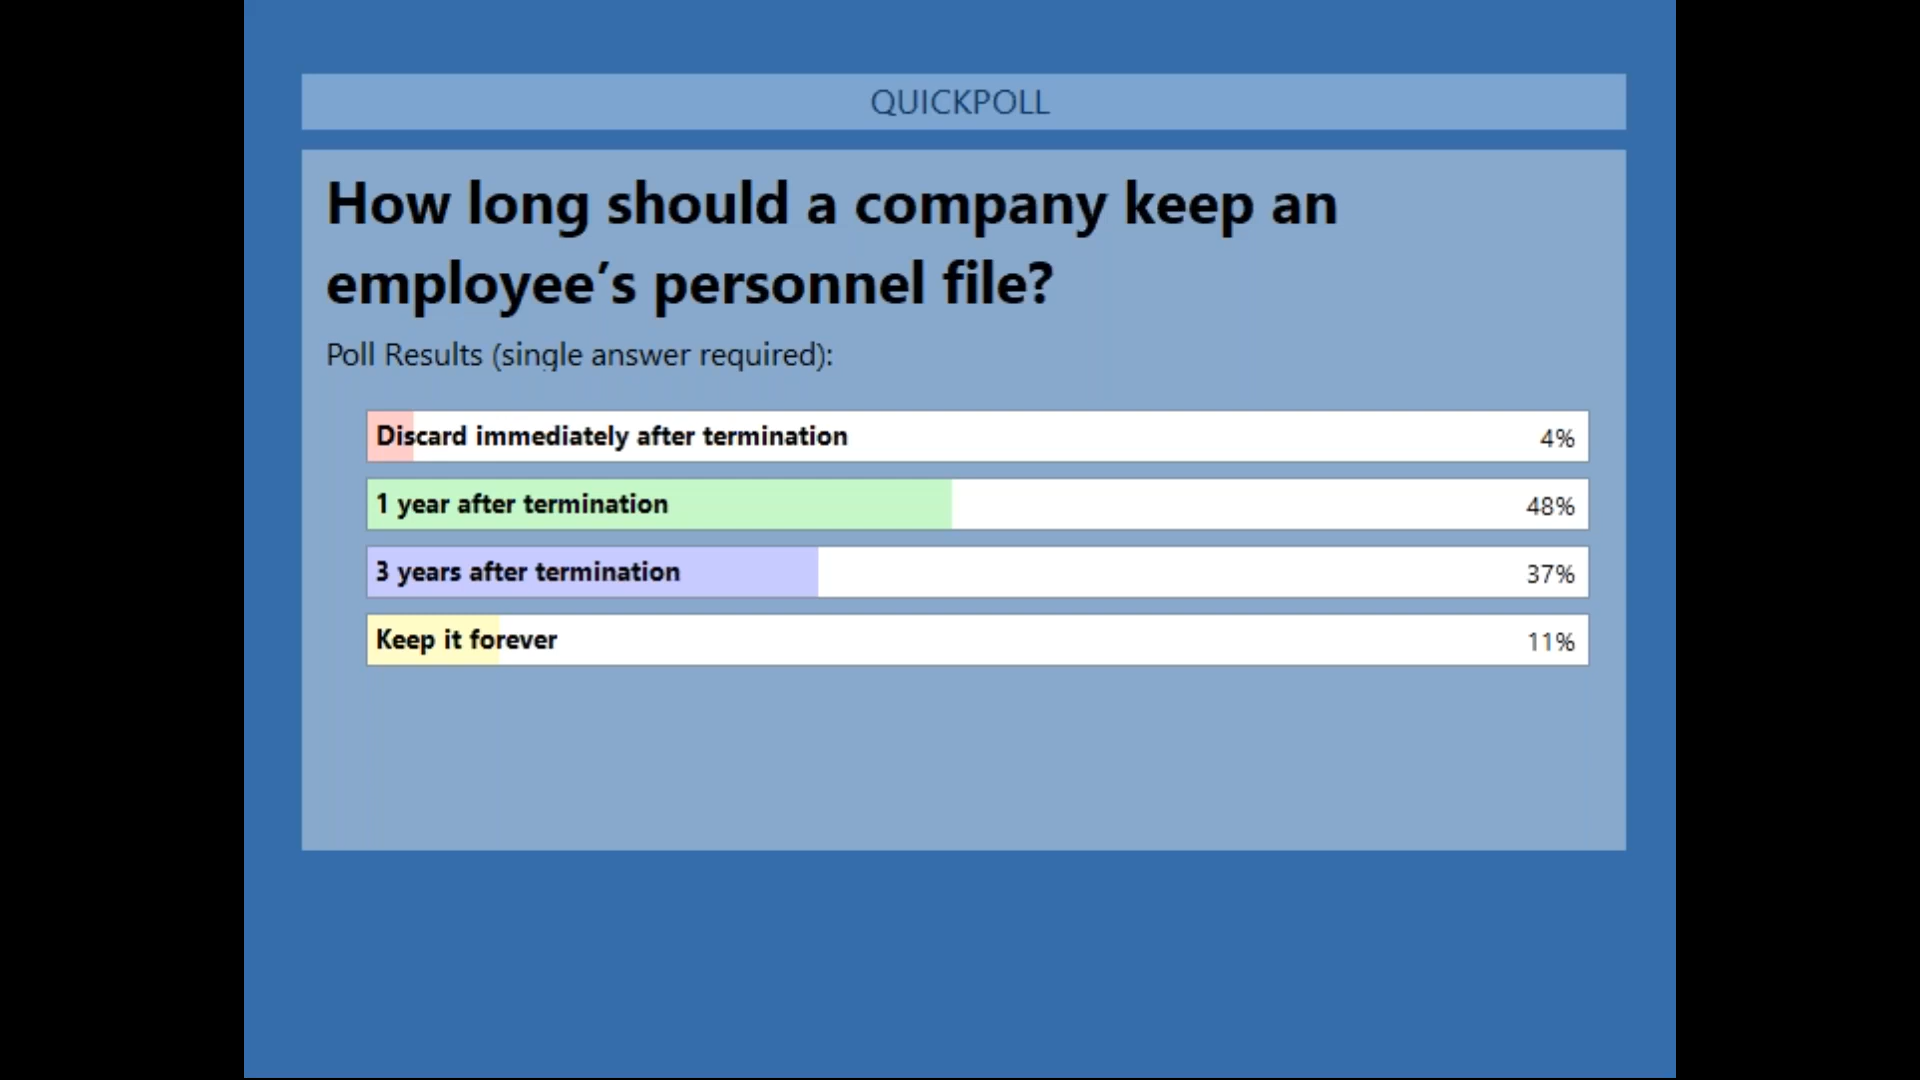 QUICKPOLL
How long should a company keep an
employee’s personnel file?
Poll Results (single answer required):
Discard immediately after termination 4%
1 year after termination 48%
3 years after termination 37%
Keep it forever 11%